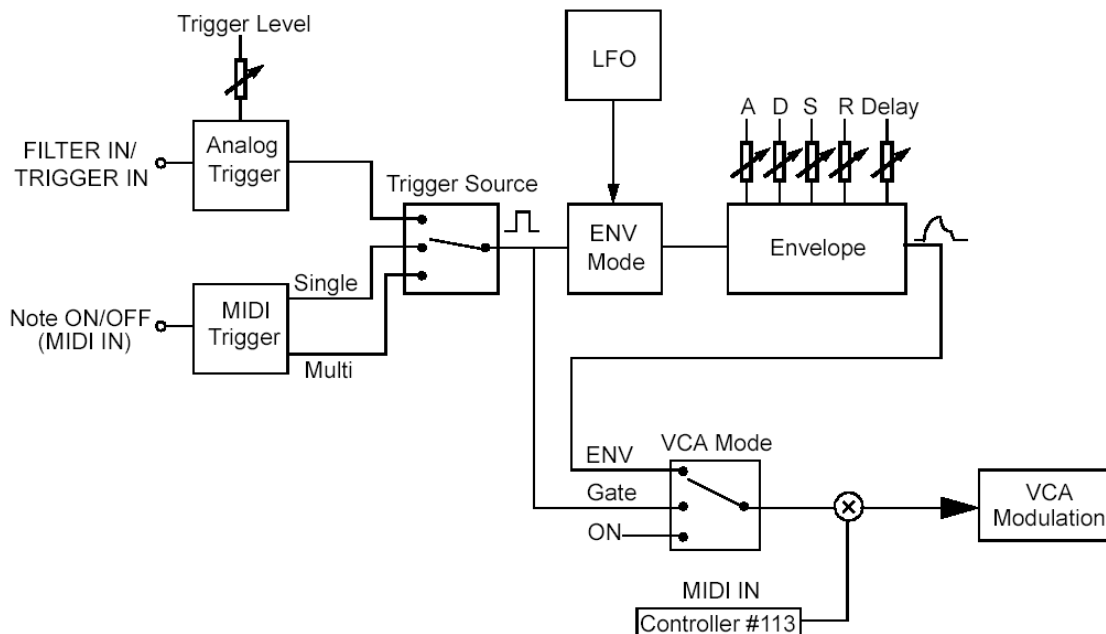 Trigger Level
LFO
A D S R Delay
FILTER IN/
TRIGGER IN
Analog
Trigger
Trigger Source
ENV
Mode
Envelope
Single
Note ON/OFF
(MIDI IN)
MIDI
Trigger
Multi
VCA Mode
ENV
Gate
ON
VCA
Modulation
MIDI IN
Controller #113